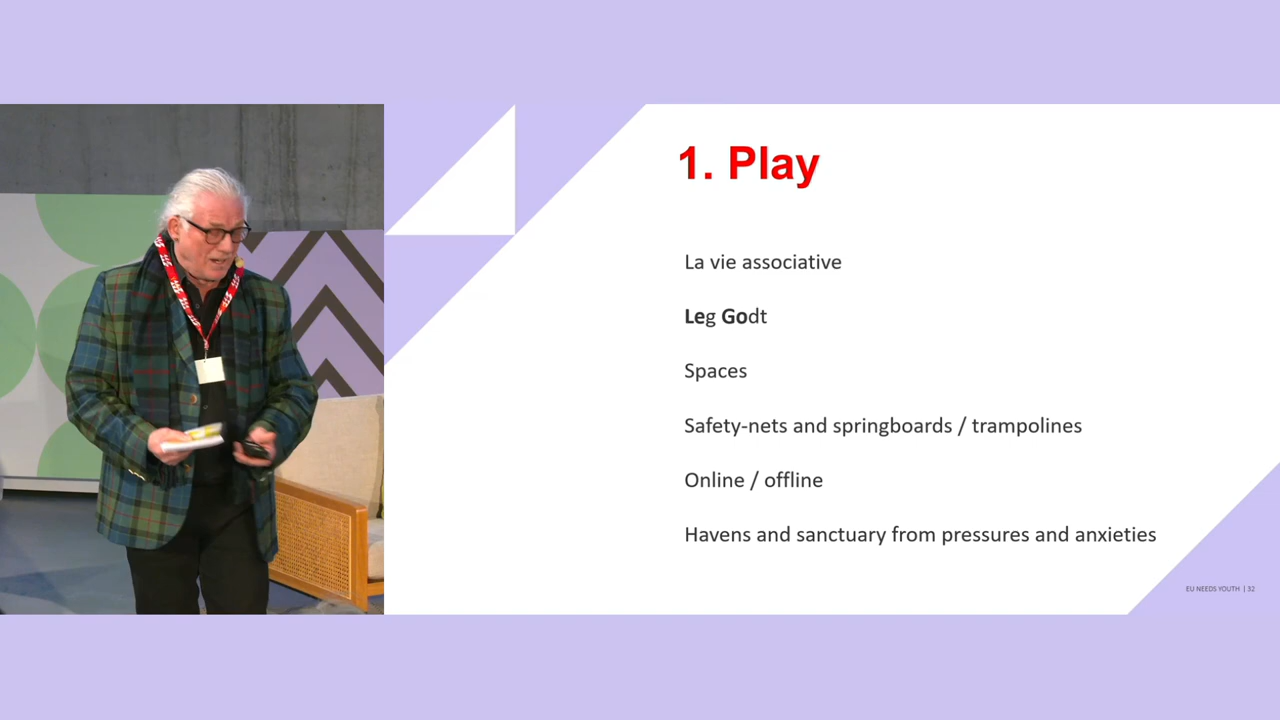 1. Play
La vie associative
Leg Godt
Spaces
Safety-nets and springboards / trampolines
Online / offline
Havens and sanctuary from pressures and anxieties
EU NEEDS YOUTH | 32